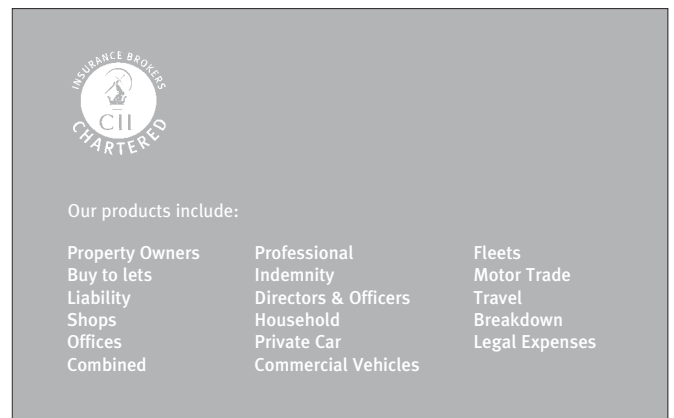 INSURANCE BROKERS
CII
CHARTERED
Our products include:
Property Owners
Buy to lets
Liability
Shops
Offices
Combined
Professional
Indemnity
Directors & Officers
Household
Private Car
Commercial Vehicles
Fleets
Motor Trade
Travel
Breakdown
Legal Expenses